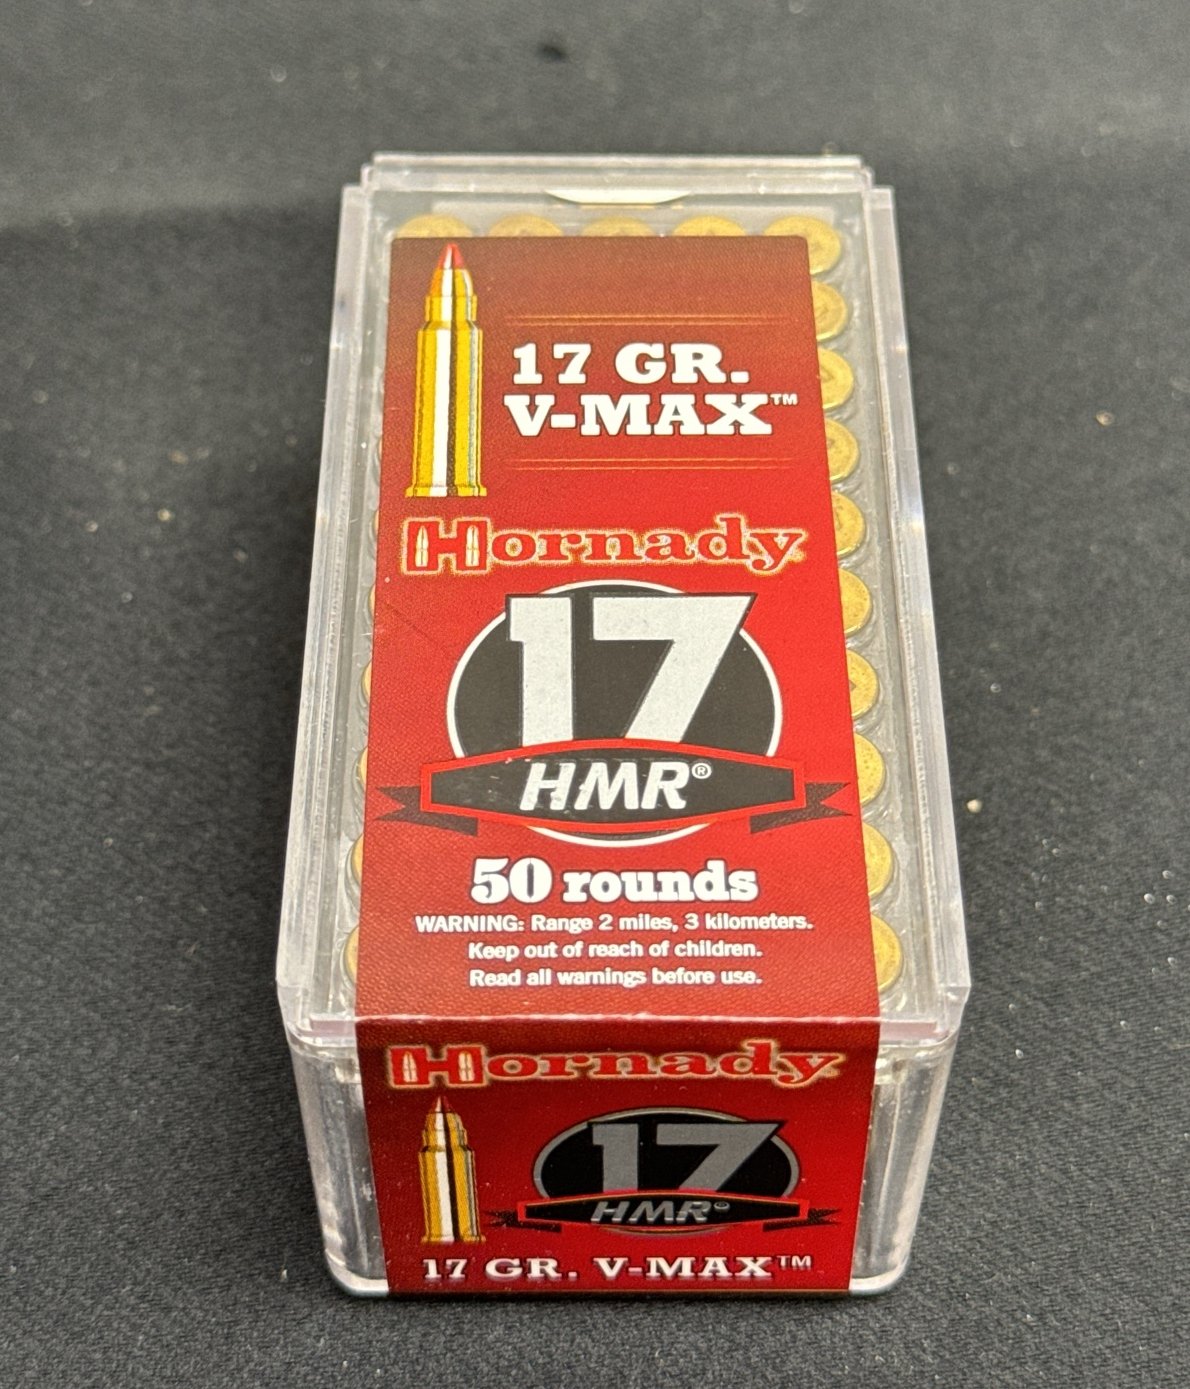 17 GR.
V-MAX™
Hornady
17
HMR®
50 rounds
WARNING: Range 2 miles, 3 kilometers.
Keep out of reach of children.
Read all warnings before use.
Hornady
17
HMR®
17 GR. V-MAX™